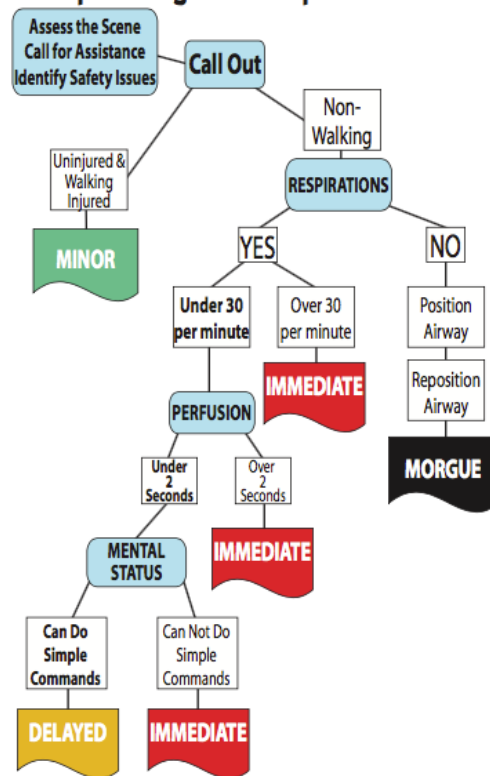 Assess the Scene
Call for Assistance
Identify Safety Issues
Call Out
Non-
Walking
Uninjured &
Walking
Injured
RESPIRATIONS
MINOR
YES
NO
Under 30
per minute
Over 30
per minute
Position
Airway
IMMEDIATE
Reposition
Airway
PERFUSION
MORGUE
Under
2
Seconds
Over
2
Seconds
MENTAL
STATUS
IMMEDIATE
Can Do
Simple
Commands
Can Not Do
Simple
Commands
DELAYED
IMMEDIATE